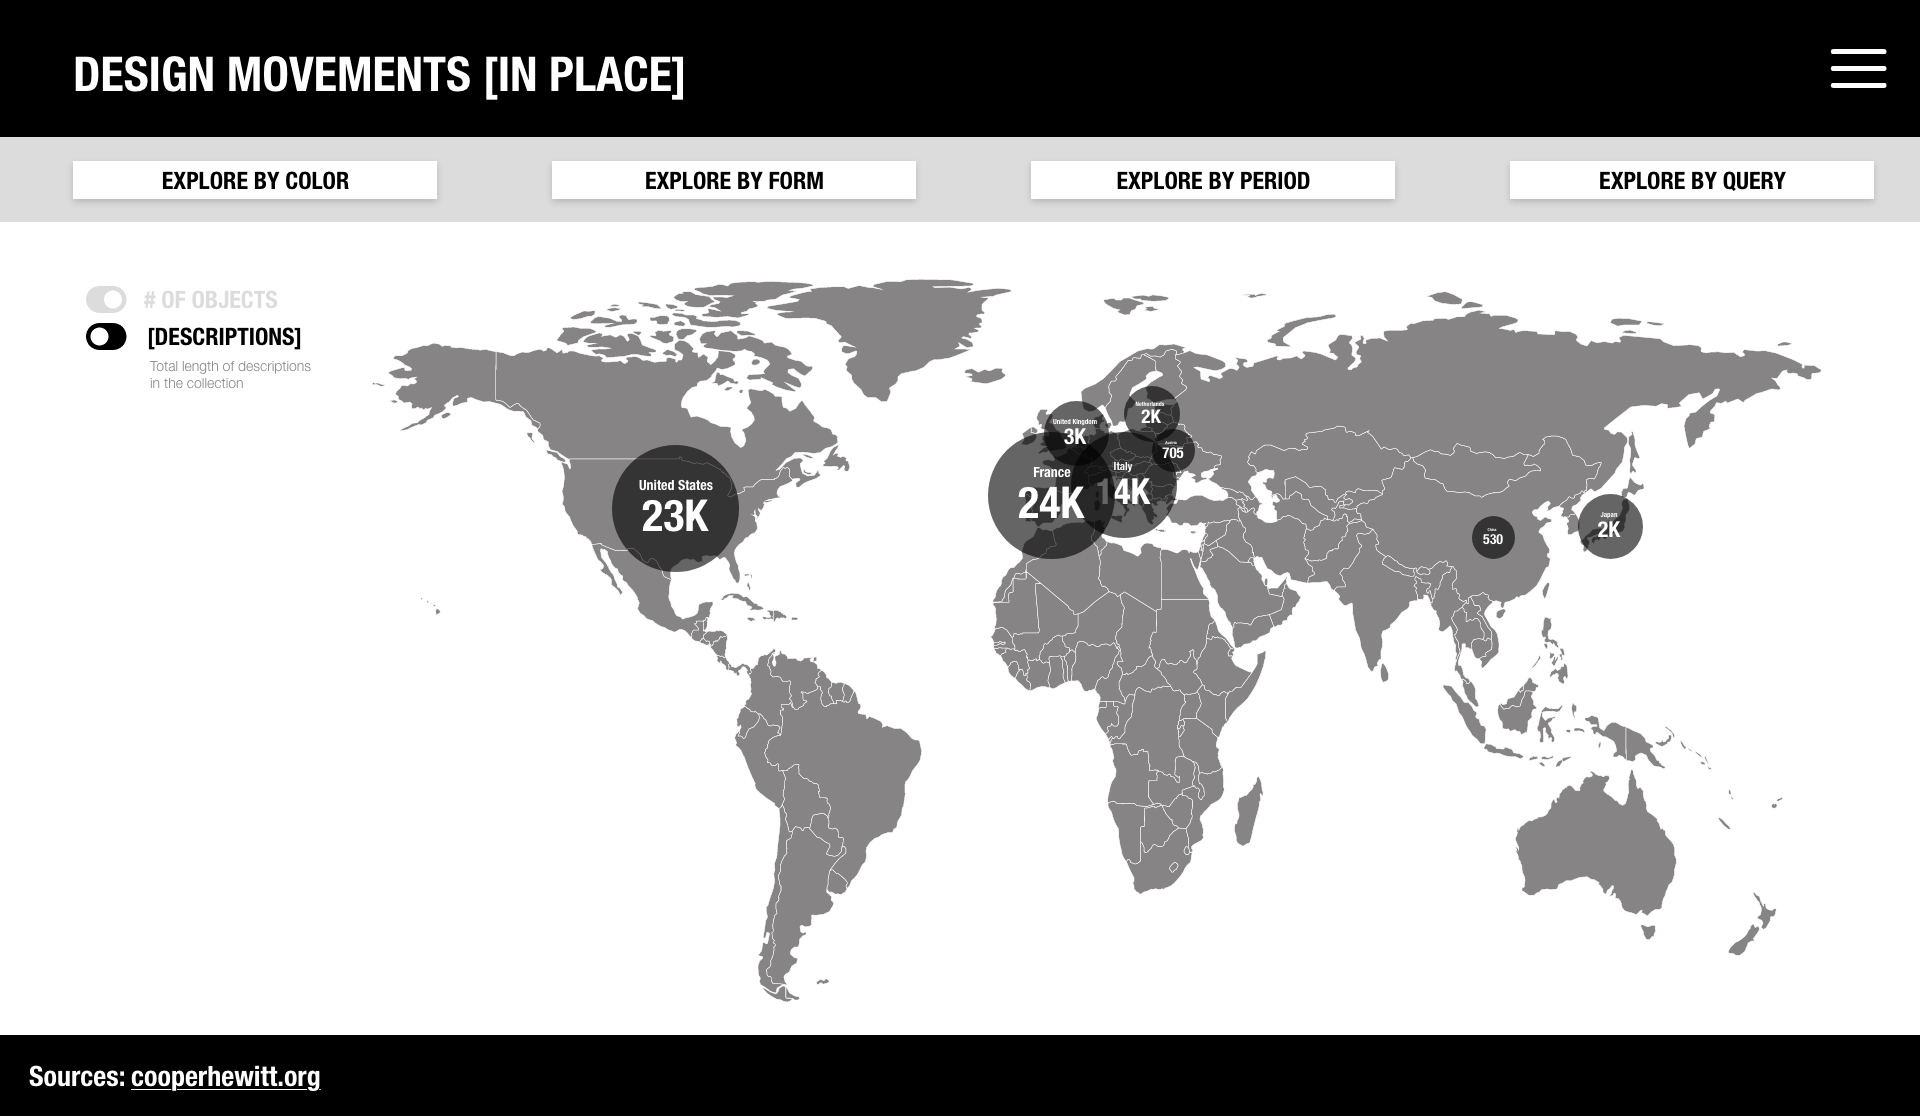 DESIGN MOVEMENTS [IN PLACE]
EXPLORE BY COLOR
EXPLORE BY FORM
EXPLORE BY PERIOD
EXPLORE BY QUERY
# OF OBJECTS
[DESCRIPTIONS]
Total length of descriptions
in the collection
United States
23K
France
24K
United Kingdom
3K
Italy
14K
Netherlands
2K
Austria
705
China
530
Japan
2K
Sources: cooperhewitt.org